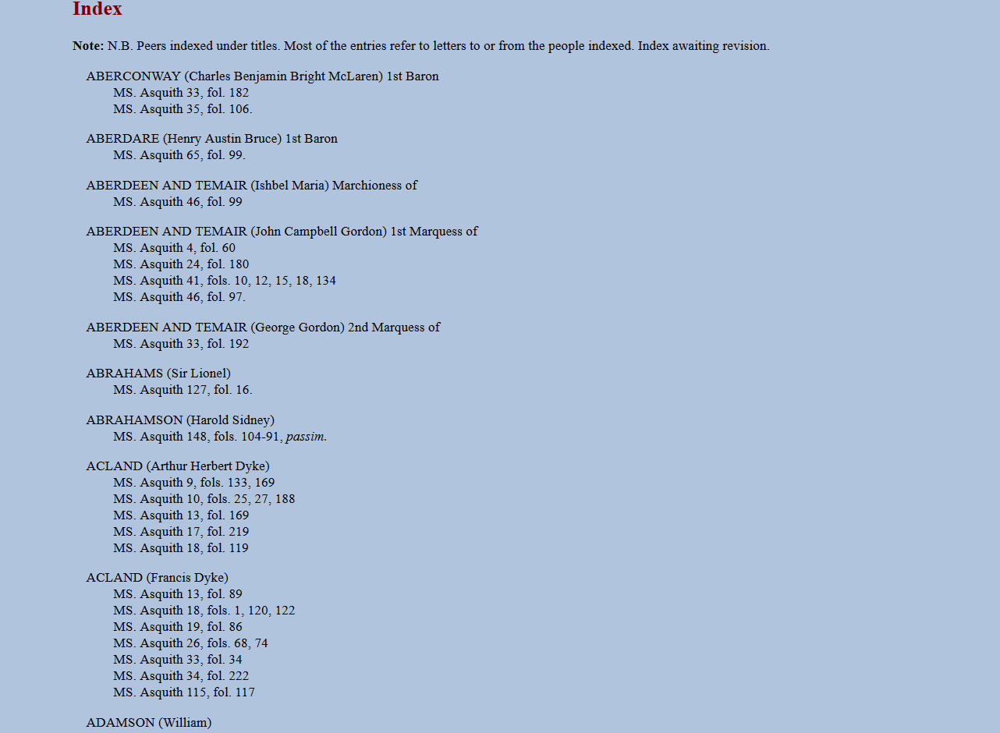 Index
Note: N.B. Peers indexed under titles. Most of the entries refer to letters to or from the people indexed. Index awaiting revision.
ABERCONWAY (Charles Benjamin Bright McLaren) 1st Baron
MS. Asquith 33, fol. 182
MS. Asquith 35, fol. 106.
ABERDARE (Henry Austin Bruce) 1st Baron
MS. Asquith 65, fol. 99.
ABERDEEN AND TEMAIR (Ishbel Maria) Marchioness of
MS. Asquith 46, fol. 99
ABERDEEN AND TEMAIR (John Campbell Gordon) 1st Marquess of
MS. Asquith 4, fol. 60
MS. Asquith 24, fol. 180
MS. Asquith 41, fols. 10, 12, 15, 18, 134
MS. Asquith 46, fol. 97.
ABERDEEN AND TEMAIR (George Gordon) 2nd Marquess of
MS. Asquith 33, fol. 192
ABRAHAMS (Sir Lionel)
MS. Asquith 127, fol. 16.
ABRAHAMSON (Harold Sidney)
MS. Asquith 148, fols. 104-91, passim.
ACLAND (Arthur Herbert Dyke)
MS. Asquith 9, fols. 133, 169
MS. Asquith 10, fols. 25, 27, 188
MS. Asquith 13, fol. 169
MS. Asquith 17, fol. 219
MS. Asquith 18, fol. 119
ACLAND (Francis Dyke)
MS. Asquith 13, fol. 89
MS. Asquith 18, fols. 1, 120, 122
MS. Asquith 19, fol. 86
MS. Asquith 26, fols. 68, 74
MS. Asquith 33, fol. 34
MS. Asquith 34, fol. 222
MS. Asquith 115, fol. 117
ADAMSON (William)